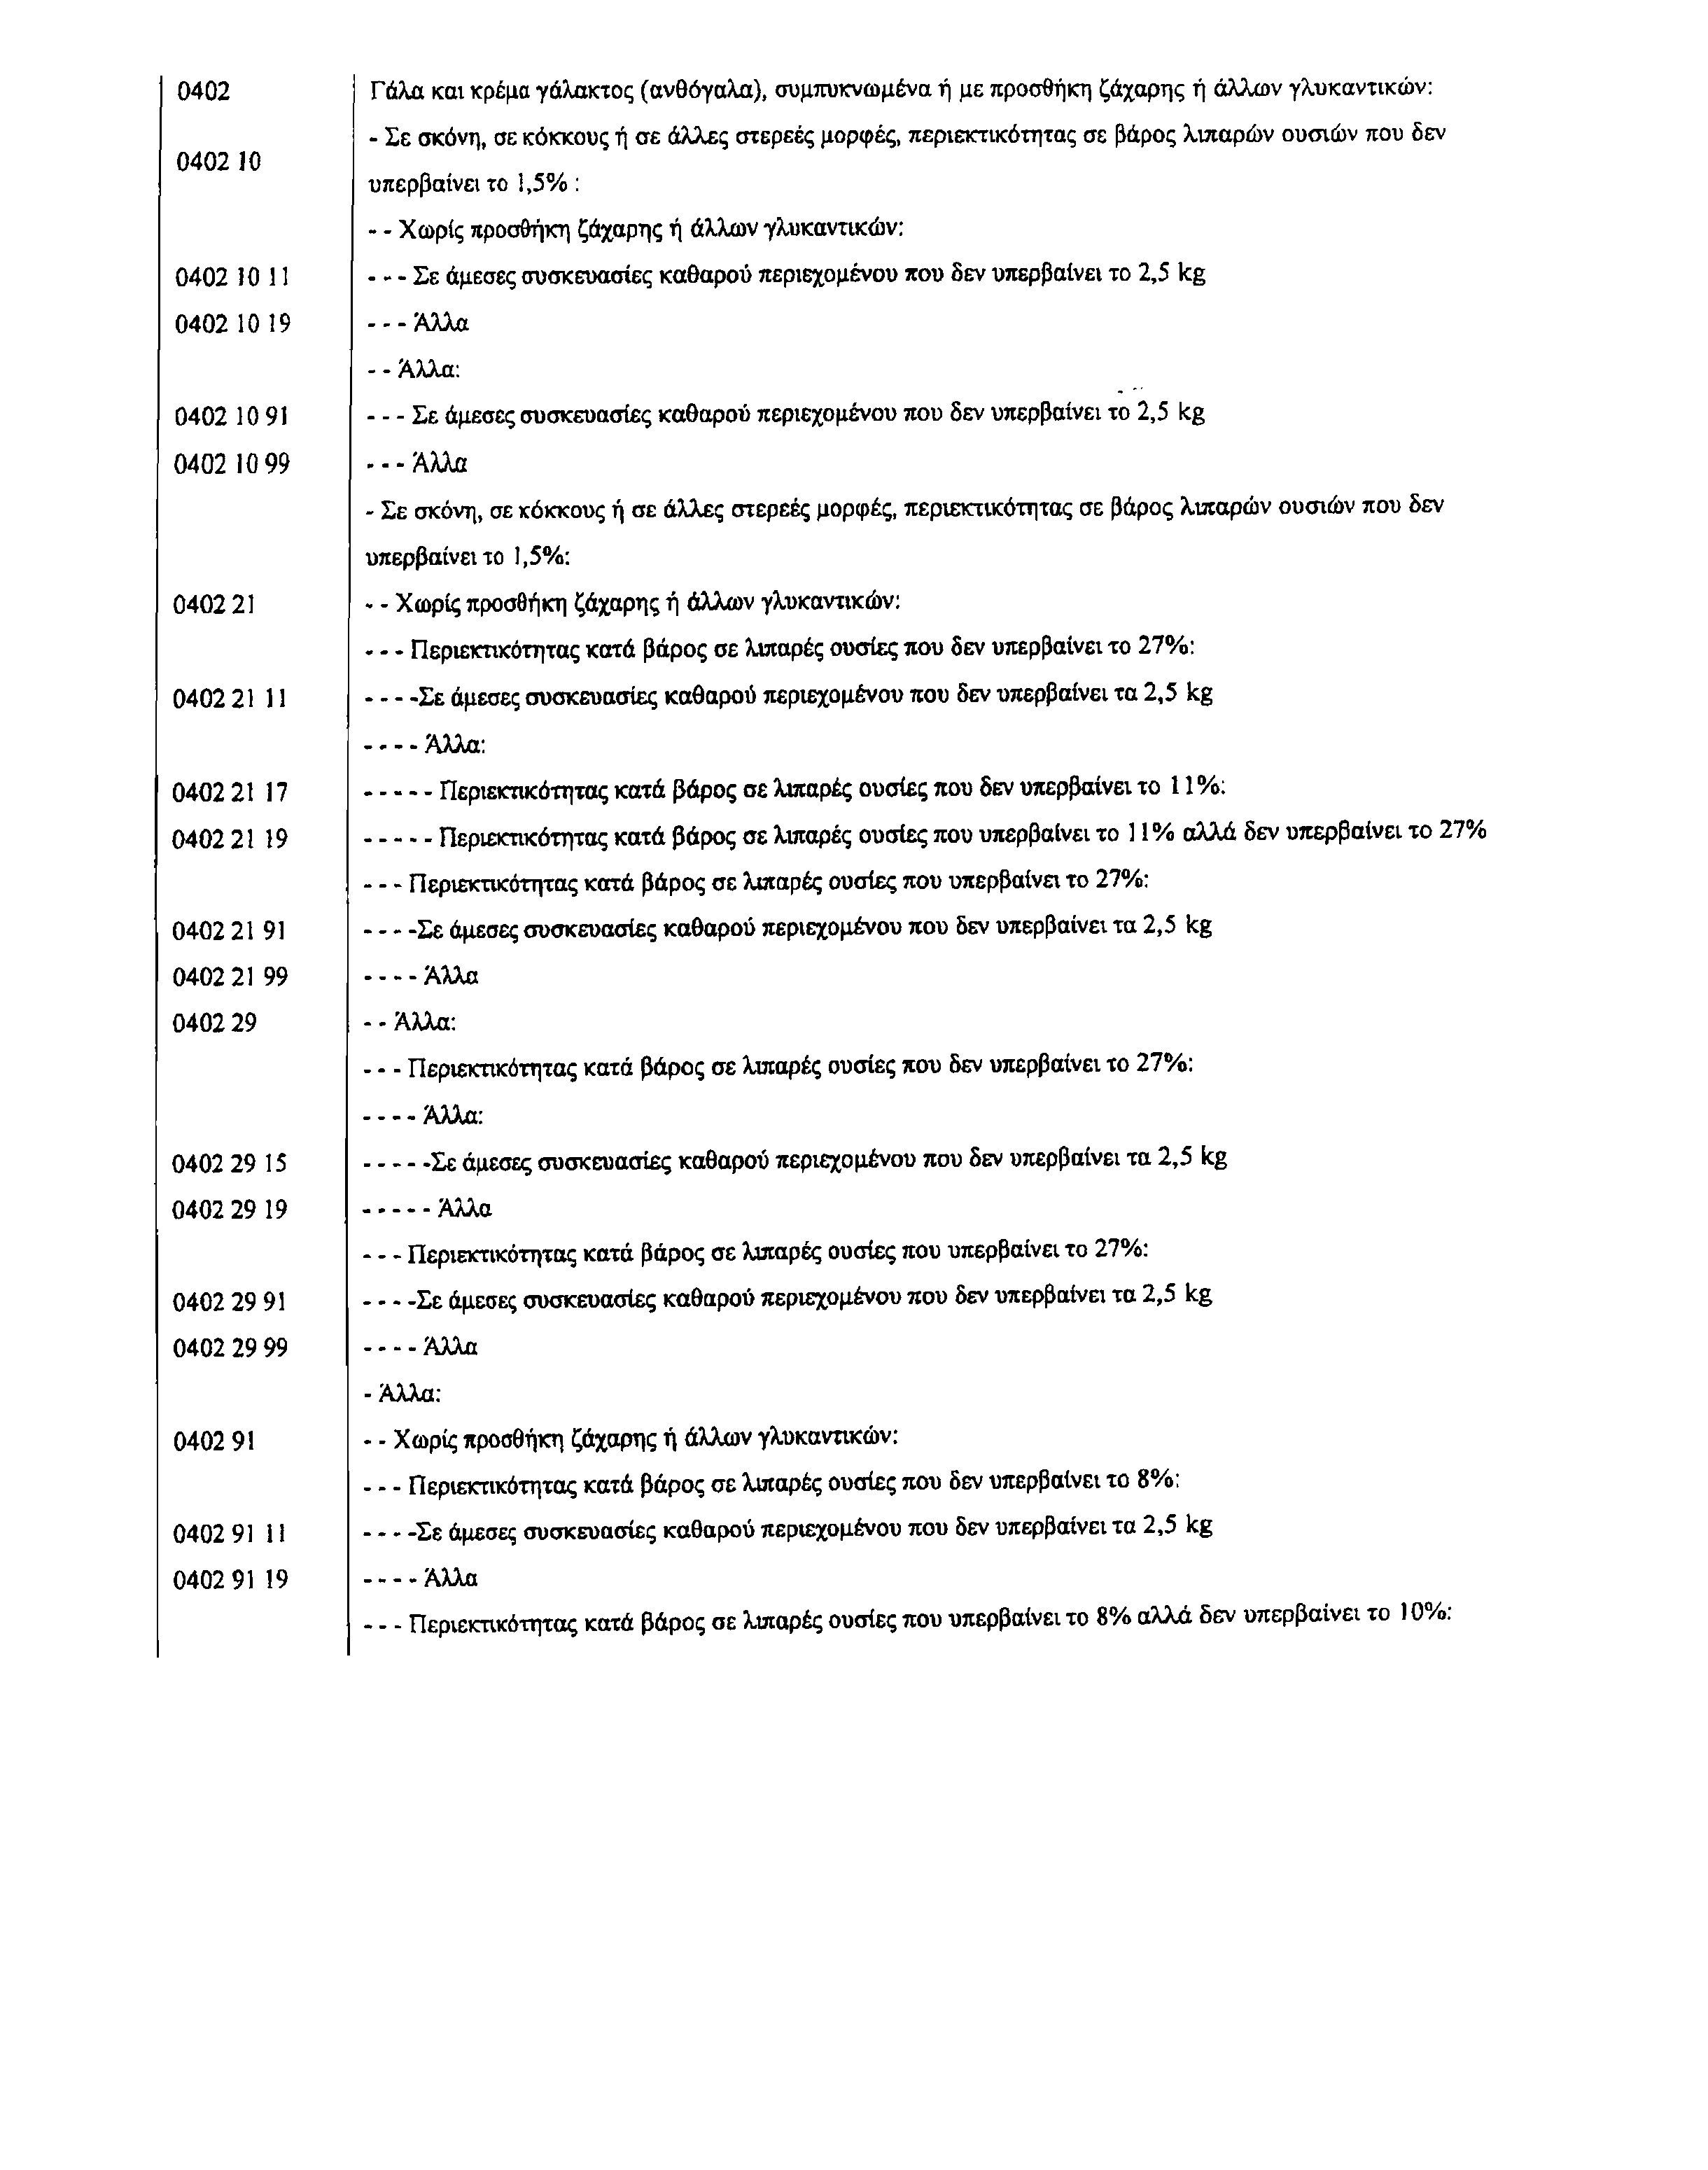 0402 Γάλα και κρέμα γάλακτος (ανθόγαλα), συμπυκνωμένα ή με προσθήκη ζάχαρης ή άλλων γλυκαντικών:
0402 10 - Σε σκόνη, σε κόκκους ή σε άλλες στερεές μορφές, περιεκτικότητας σε βάρος λιπαρών ουσιών που δεν
υπερβαίνει το 1,5% :
- - Χωρίς προσθήκη ζάχαρης ή άλλων γλυκαντικών:
0402 10 11 - - - Σε άμεσες συσκευασίες καθαρού περιεχομένου που δεν υπερβαίνει το 2,5 kg
0402 10 19 - - - Άλλα
- - Άλλα:
0402 10 91 - - - Σε άμεσες συσκευασίες καθαρού περιεχομένου που δεν υπερβαίνει το 2,5 kg
0402 10 99 - - - Άλλα
- Σε σκόνη, σε κόκκους ή σε άλλες στερεές μορφές, περιεκτικότητας σε βάρος λιπαρών ουσιών που δεν
υπερβαίνει το 1,5%:
0402 21 - - Χωρίς προσθήκη ζάχαρης ή άλλων γλυκαντικών:
- - - Περιεκτικότητας κατά βάρος σε λιπαρές ουσίες που δεν υπερβαίνει το 27%:
0402 21 11 - - - -Σε άμεσες συσκευασίες καθαρού περιεχομένου που δεν υπερβαίνει τα 2,5 kg
- - - - Άλλα:
0402 21 17 - - - - - Περιεκτικότητας κατά βάρος σε λιπαρές ουσίες που δεν υπερβαίνει το 11%:
0402 21 19 - - - - - Περιεκτικότητας κατά βάρος σε λιπαρές ουσίες που υπερβαίνει το 11% αλλά δεν υπερβαίνει το 27%
- - - Περιεκτικότητας κατά βάρος σε λιπαρές ουσίες που υπερβαίνει το 27%:
0402 21 91 - - - -Σε άμεσες συσκευασίες καθαρού περιεχομένου που δεν υπερβαίνει τα 2,5 kg
0402 21 99 - - - - Άλλα
0402 29 - - Άλλα:
- - - Περιεκτικότητας κατά βάρος σε λιπαρές ουσίες που δεν υπερβαίνει το 27%:
- - - - Άλλα:
0402 29 15 - - - - -Σε άμεσες συσκευασίες καθαρού περιεχομένου που δεν υπερβαίνει τα 2,5 kg
0402 29 19 - - - - - Άλλα
- - - Περιεκτικότητας κατά βάρος σε λιπαρές ουσίες που υπερβαίνει το 27%:
0402 29 91 - - - -Σε άμεσες συσκευασίες καθαρού περιεχομένου που δεν υπερβαίνει τα 2,5 kg
0402 29 99 - - - - Άλλα
- Άλλα:
0402 91 - - Χωρίς προσθήκη ζάχαρης ή άλλων γλυκαντικών:
- - - Περιεκτικότητας κατά βάρος σε λιπαρές ουσίες που δεν υπερβαίνει το 8%:
0402 91 11 - - - -Σε άμεσες συσκευασίες καθαρού περιεχομένου που δεν υπερβαίνει τα 2,5 kg
0402 91 19 - - - - Άλλα
- - - Περιεκτικότητας κατά βάρος σε λιπαρές ουσίες που υπερβαίνει το 8% αλλά δεν υπερβαίνει το 10%: